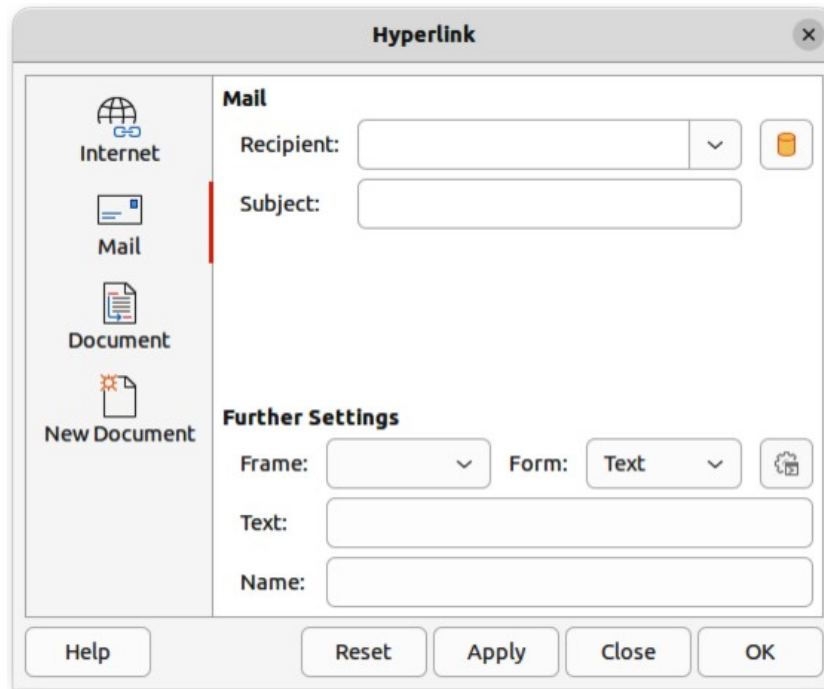 Hyperlink
Internet
Mail
Document
New Document
Mail
Recipient:
Subject:
Further Settings
Frame: Form: Text
Text:
Name:
Help Reset Apply Close OK